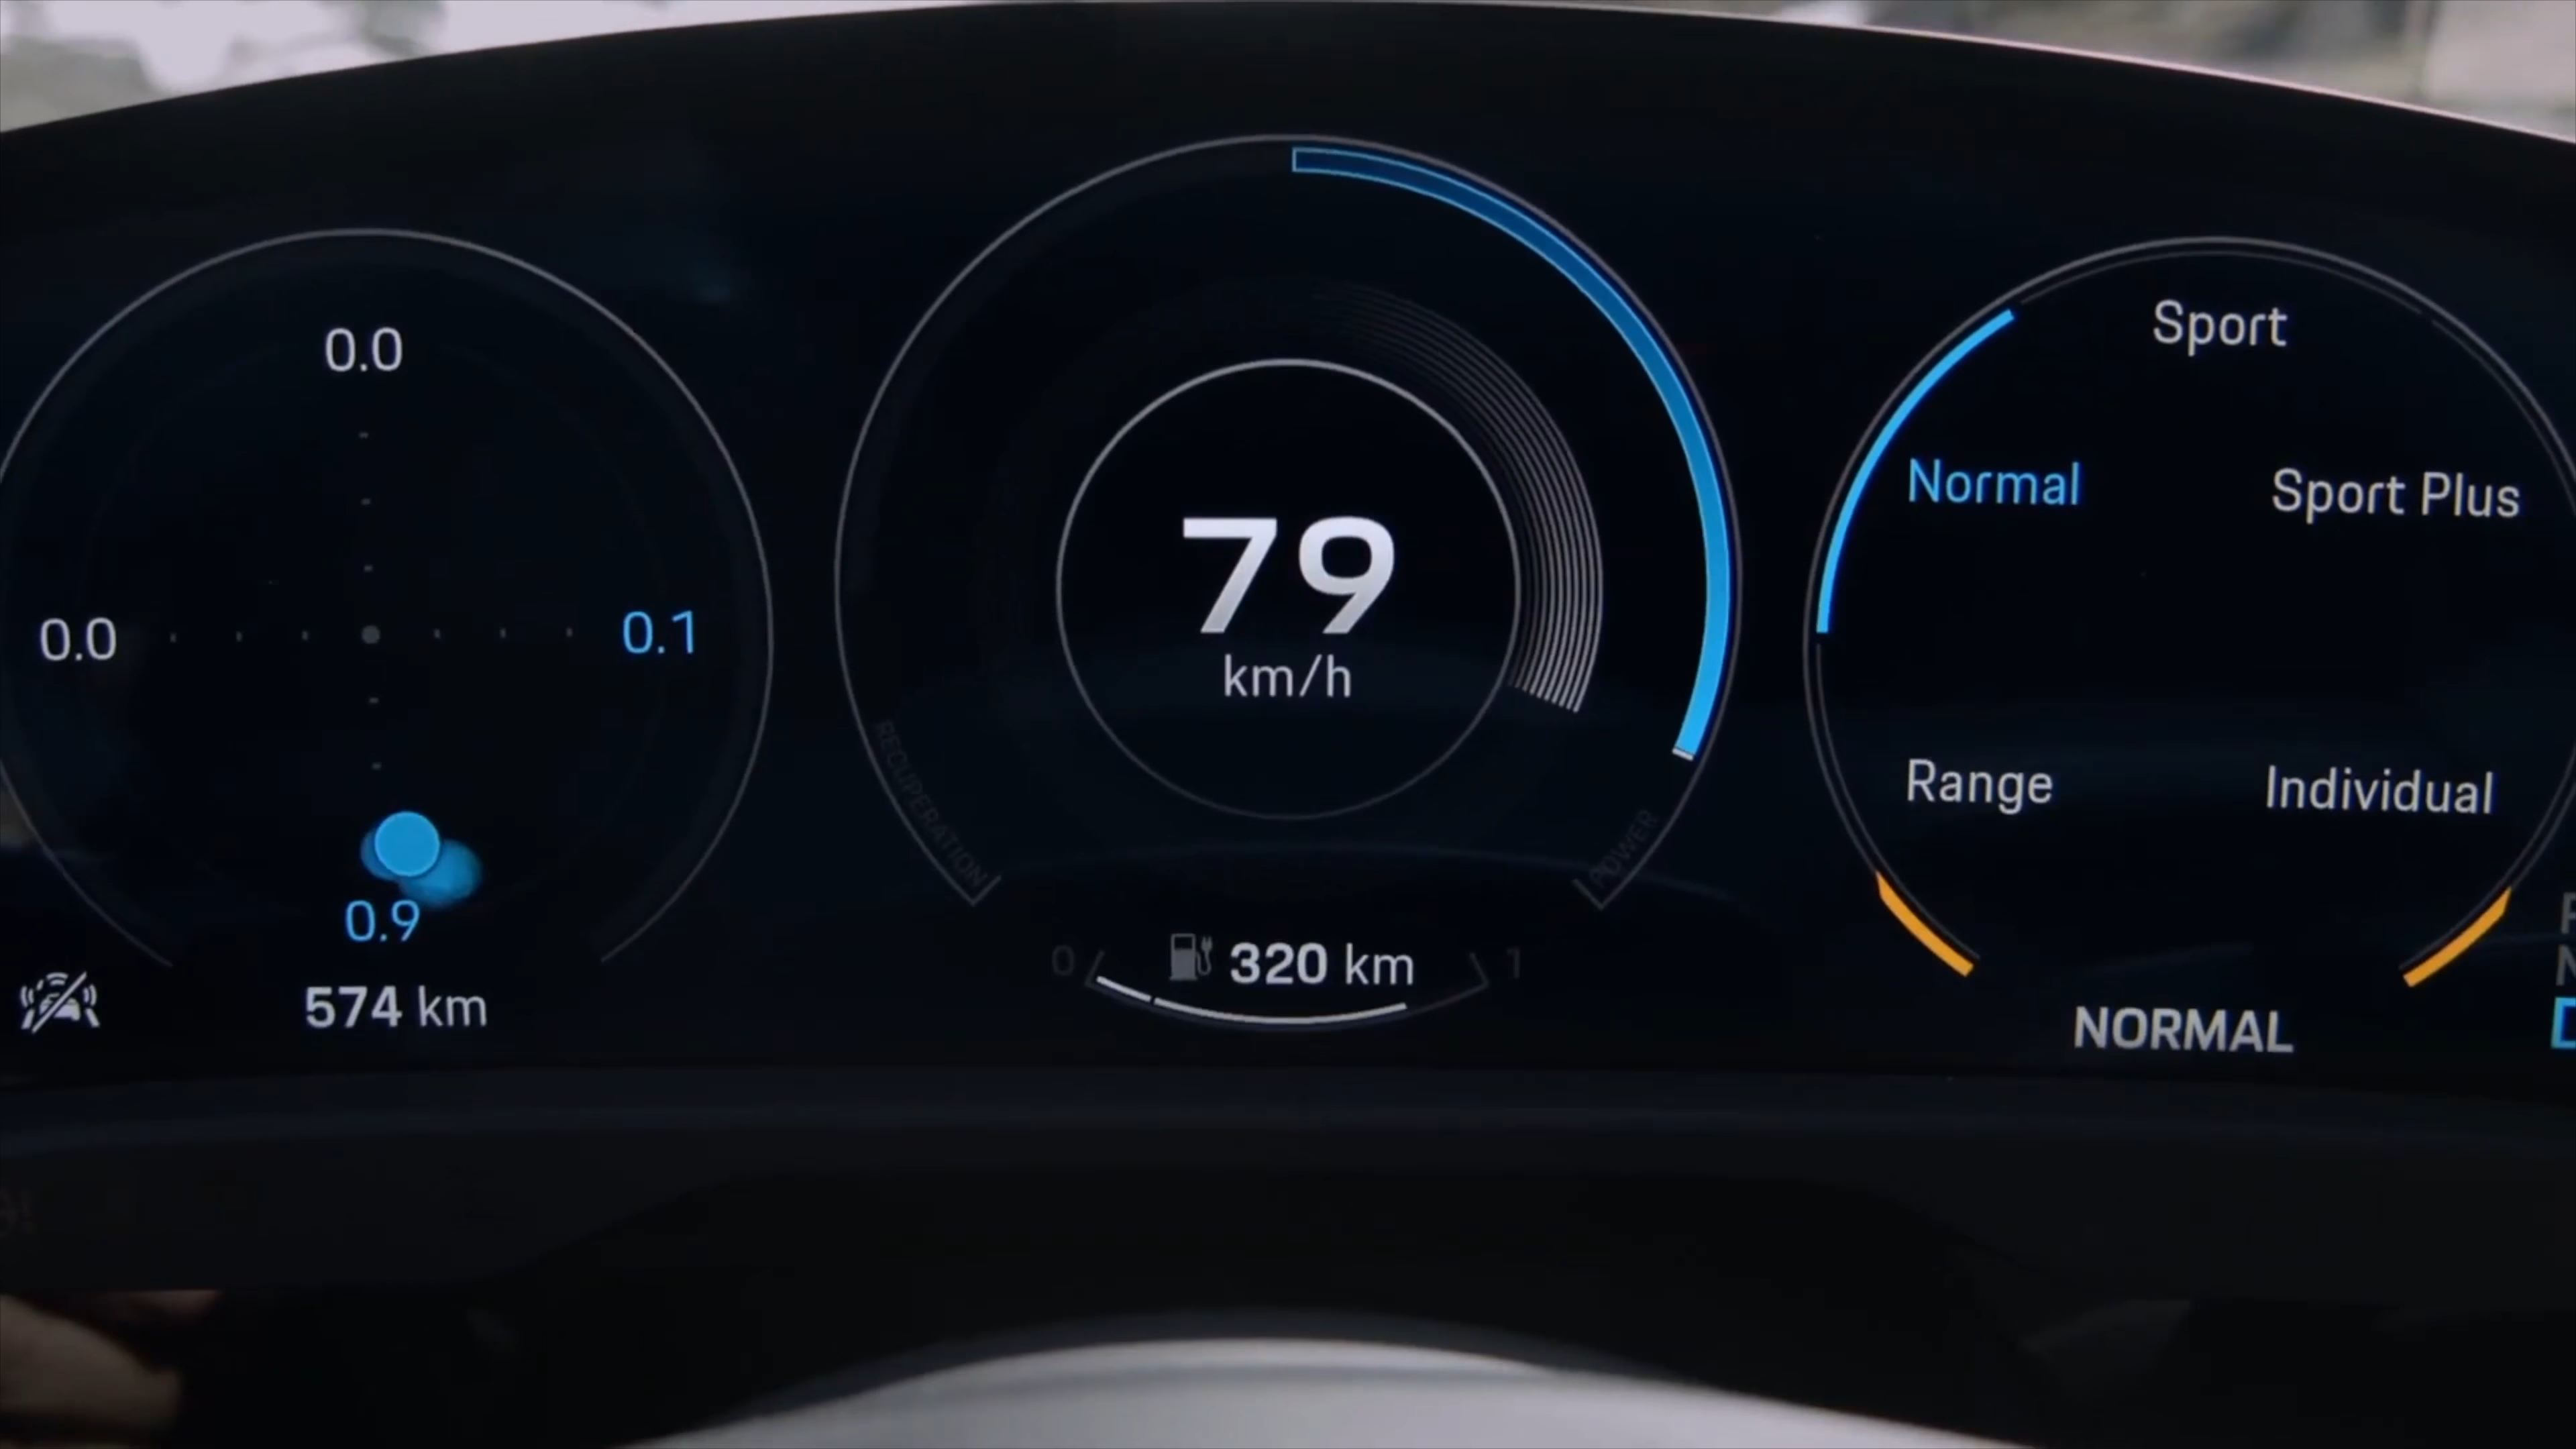 0.0
0.0
0.1
0.9
574 km
79
km/h
RECUPERATION
POWER
0
320 km
1
Sport
Normal
Sport Plus
Range
Individual
NORMAL
D